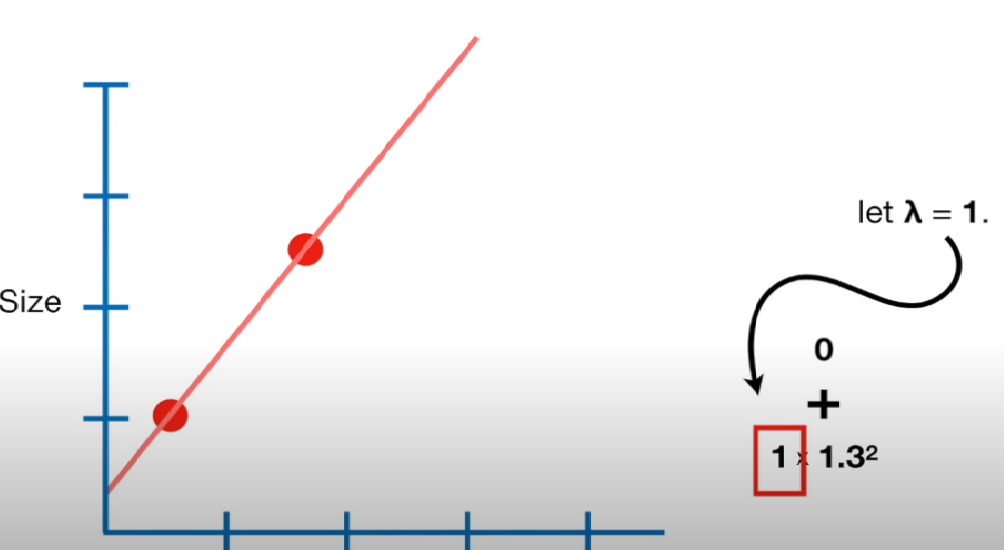 let λ = 1.
Size
0
+
1 × 1.3²